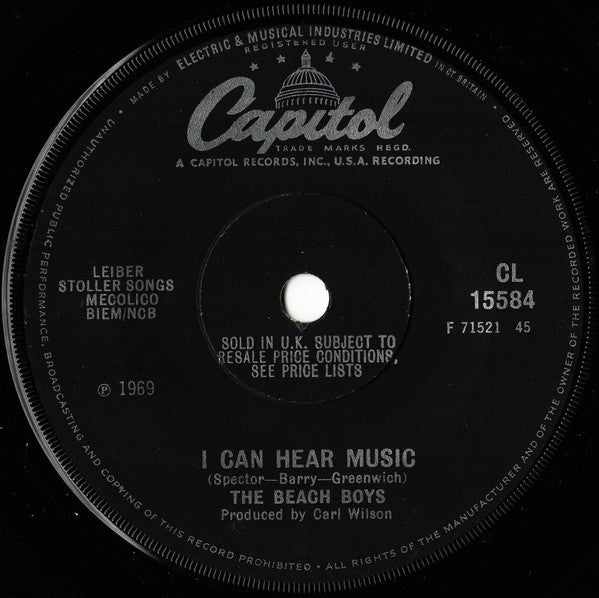 MADE BY ELECTRIC & MUSICAL INDUSTRIES LIMITED IN GT BRITAIN • ALL RIGHTS OF THE MANUFACTURER AND OF THE OWNER OF THE RECORDED WORK ARE RESERVED. UNAUTHORIZED PUBLIC PERFORMANCE, BROADCASTING AND COPYING OF THIS RECORD PROHIBITED •
REGISTERED USER
Capitol
TRADE MARKS REGD.
A CAPITOL RECORDS, INC., U.S.A. RECORDING
LEIBER
STOLLER SONGS
MECOLICO
BIEM/NCB
℗ 1969
CL
15584
F 71521 45
SOLD IN U.K. SUBJECT TO
RESALE PRICE CONDITIONS,
SEE PRICE LISTS
I CAN HEAR MUSIC
(Spector—Barry—Greenwich)
THE BEACH BOYS
Produced by Carl Wilson